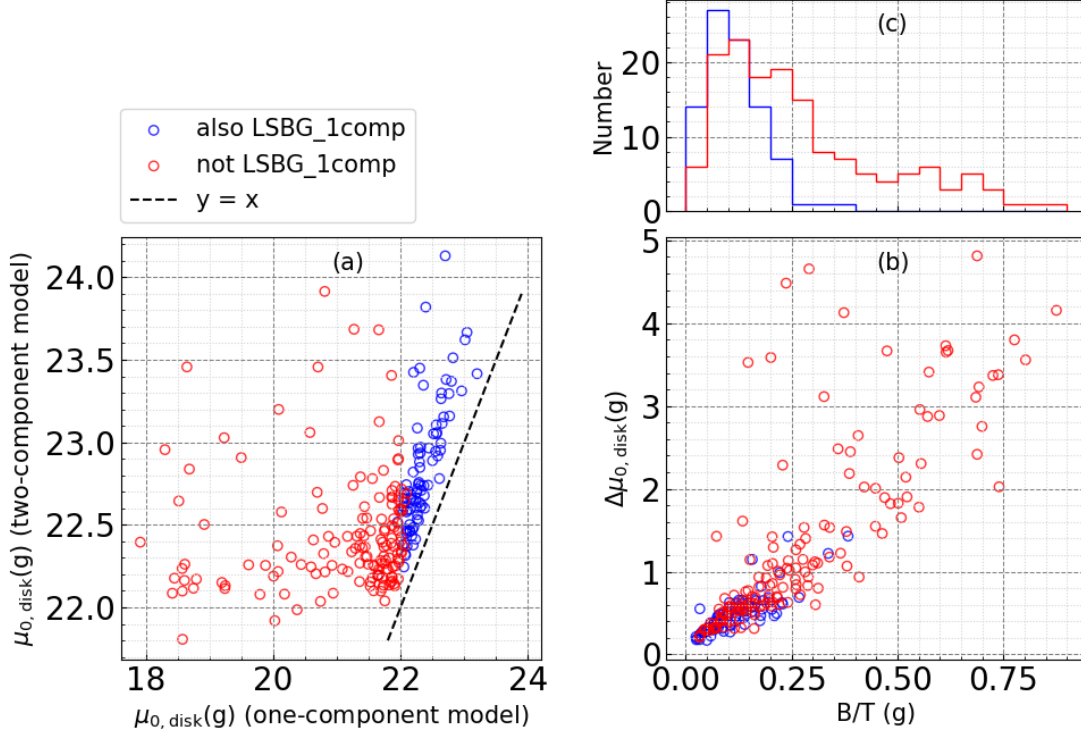 also LSBG_1comp
not LSBG_1comp
y = x
(a)
μ0, disk(g) (two-component model)
24.0
23.5
23.0
22.5
22.0
18 20 22 24
μ0, disk(g) (one-component model)
(c)
Number
20
10
0
(b)
Δμ0, disk(g)
5
4
3
2
1
0
0.00 0.25 0.50 0.75
B/T (g)